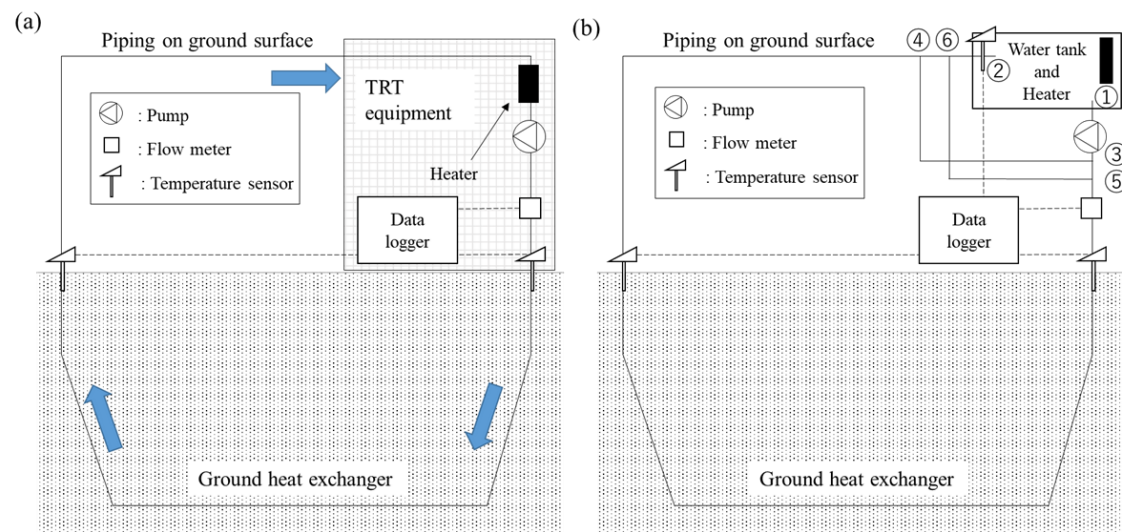 (a)
Piping on ground surface
TRT
equipment
: Pump
: Flow meter
: Temperature sensor
Heater
Data
logger
Ground heat exchanger
(b)
Piping on ground surface
④ ⑥
②
Water tank
and
Heater
①
: Pump
: Flow meter
: Temperature sensor
③
⑤
Data
logger
Ground heat exchanger